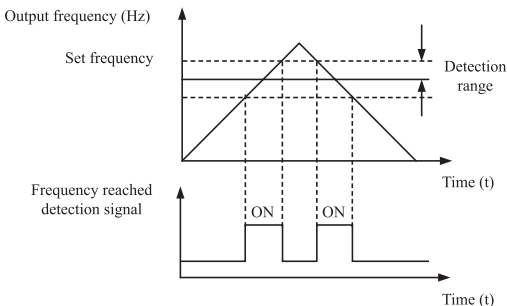 Output frequency (Hz)
Set frequency
Detection
range
Time (t)
Frequency reached
detection signal
ON
ON
Time (t)